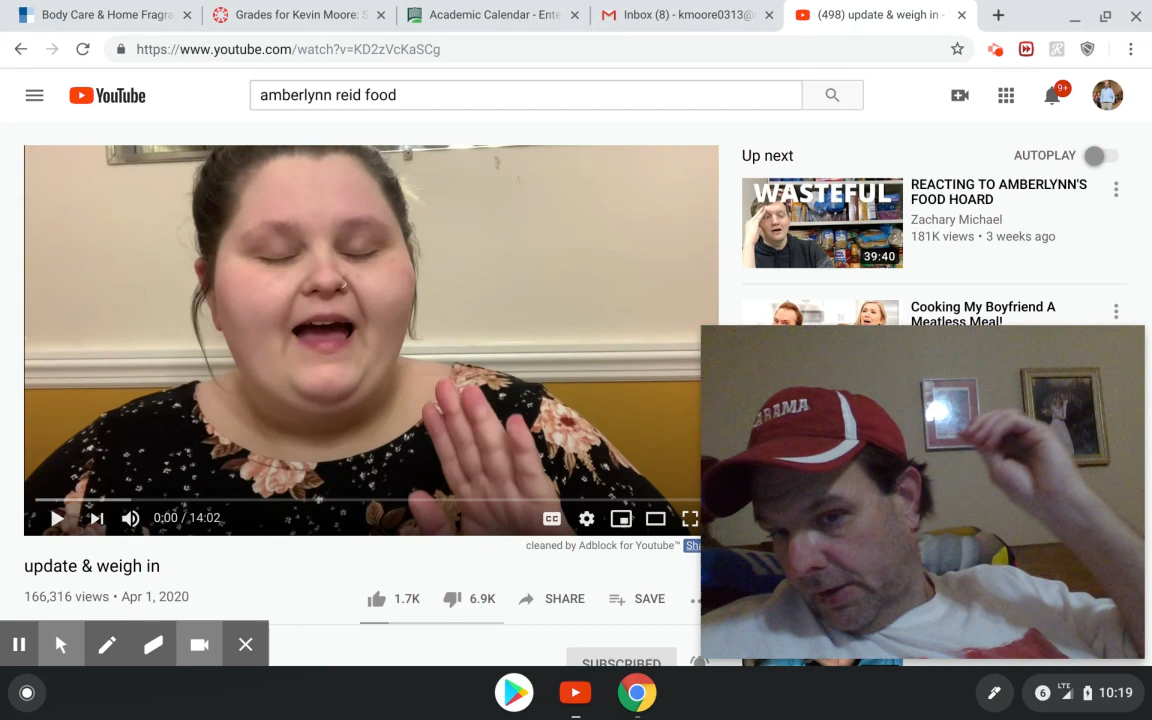 Body Care & Home Fragra
Grades for Kevin Moore: S
Academic Calendar - Ente
Inbox (8) - kmoore0313@
(498) update & weigh in -
https://www.youtube.com/watch?v=KD2zVcKaSCg
YouTube
amberlynn reid food
9+
Up next
AUTOPLAY
WASTEFUL
39:40
REACTING TO AMBERLYNN'S
FOOD HOARD
Zachary Michael
181K views • 3 weeks ago
Cooking My Boyfriend A
Meatless Meal!
ABAMA
0:00 / 14:02
CC
cleaned by Adblock for Youtube™ Sh
update & weigh in
166,316 views • Apr 1, 2020
1.7K
6.9K
SHARE
SAVE
SUBSCRIBED
6
LTE
10:19